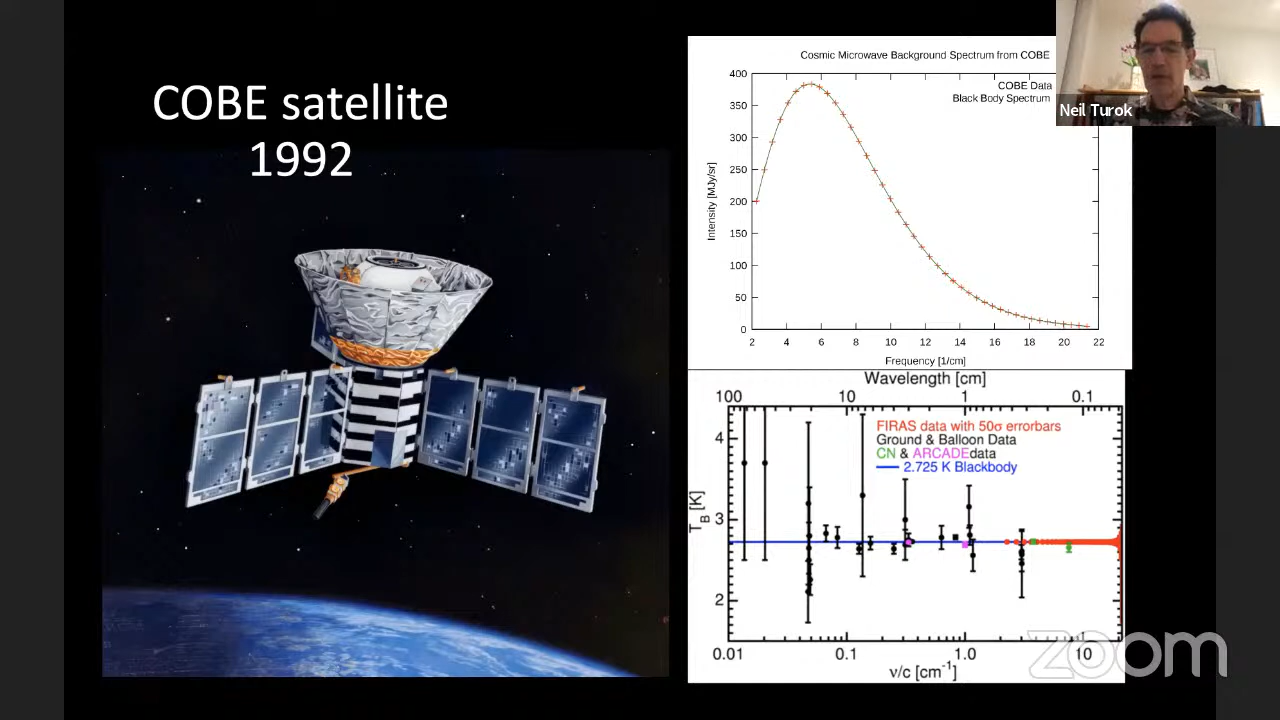 COBE satellite
1992
Cosmic Microwave Background Spectrum from COBE
COBE Data
Black Body Spectrum
400
350
300
250
200
150
100
50
0
Intensity [MJy/sr]
2 4 6 8 10 12 14 16 18 20 22
Frequency [1/cm]
Neil Turok
Wavelength [cm]
100 10 1 0.1
FIRAS data with 50σ errorbars
Ground & Balloon Data
CN & ARCADEdata
2.725 K Blackbody
4
3
2
T_B [K]
0.01 0.1 1.0 10
ν/c [cm⁻¹]
zoom